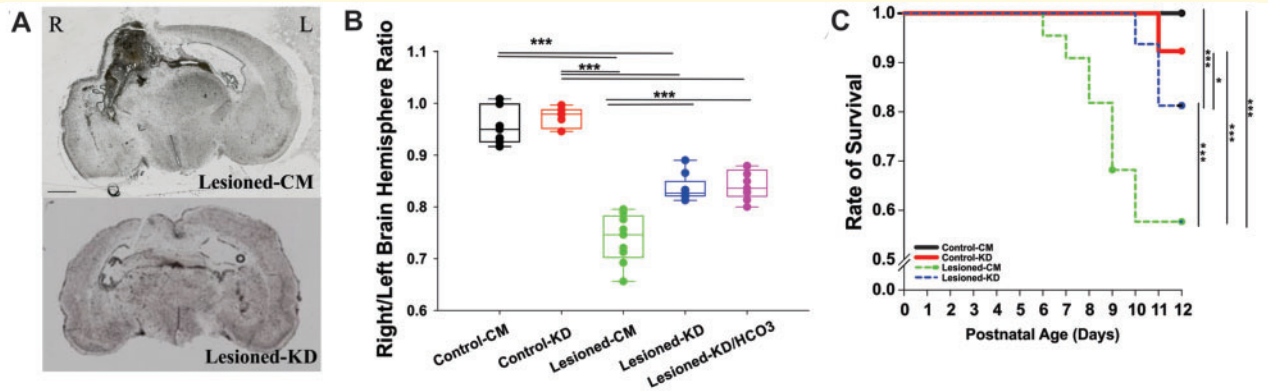 A
R
L
Lesioned-CM
Lesioned-KD
B
Right/Left Brain Hemisphere Ratio
1.1
1.0
0.9
0.8
0.7
0.6
***
***
***
Control-CM
Control-KD
Lesioned-CM
Lesioned-KD
Lesioned-KD/HCO3
C
Rate of Survival
1.0
0.9
0.8
0.7
0.6
0.5
0.0
Control-CM
Control-KD
Lesioned-CM
Lesioned-KD
0 1 2 3 4 5 6 7 8 9 10 11 12
Postnatal Age (Days)
***
*
***
***
***